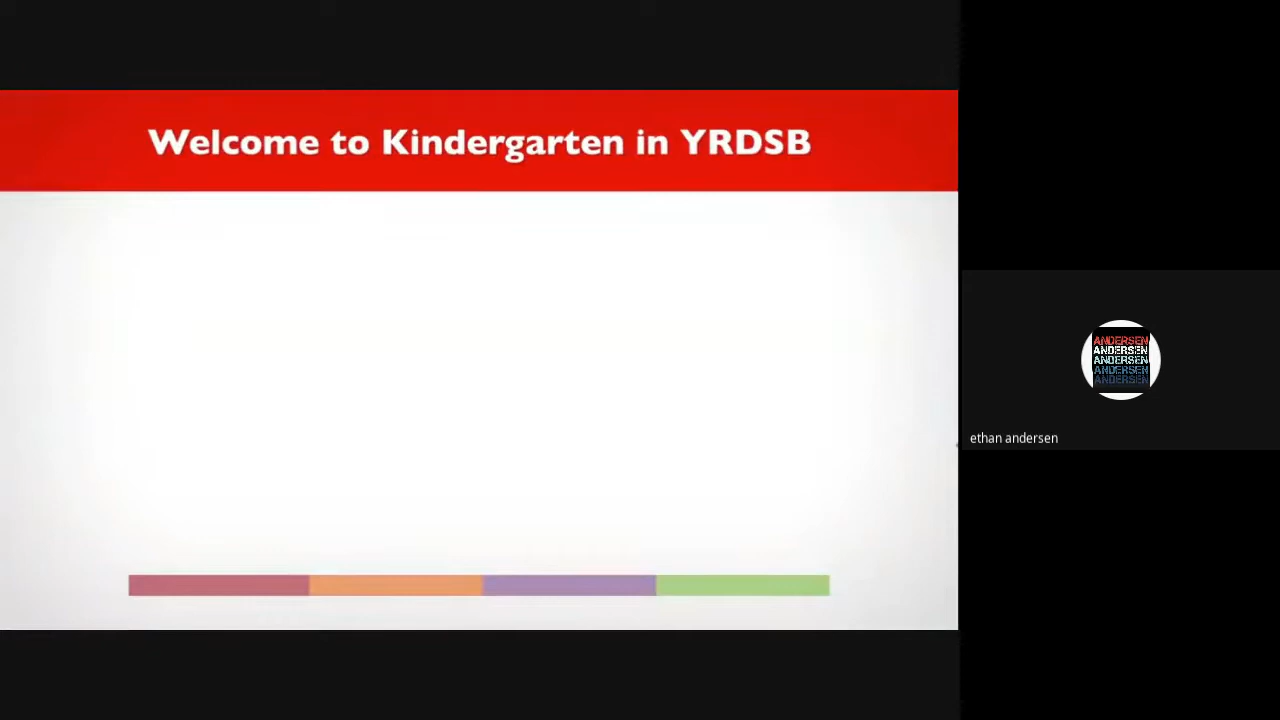 Welcome to Kindergarten in YRDSB
ANDERSEN
ANDERSEN
ANDERSEN
ANDERSEN
ANDERSEN
ethan andersen